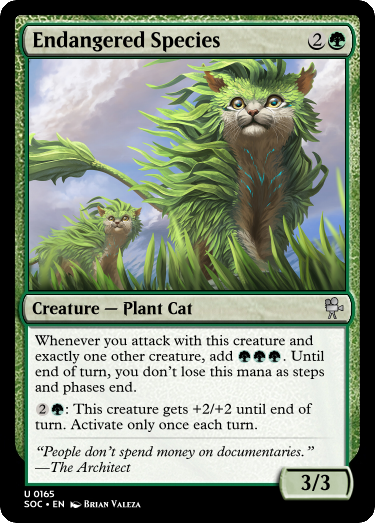 Endangered Species 2
Creature — Plant Cat
Whenever you attack with this creature and
exactly one other creature, add. Until
end of turn, you don't lose this mana as steps
and phases end.
2: This creature gets +2/+2 until end of
turn. Activate only once each turn.
“People don't spend money on documentaries.”
—The Architect
3/3
U 0165
SOC • EN Brian Valeza